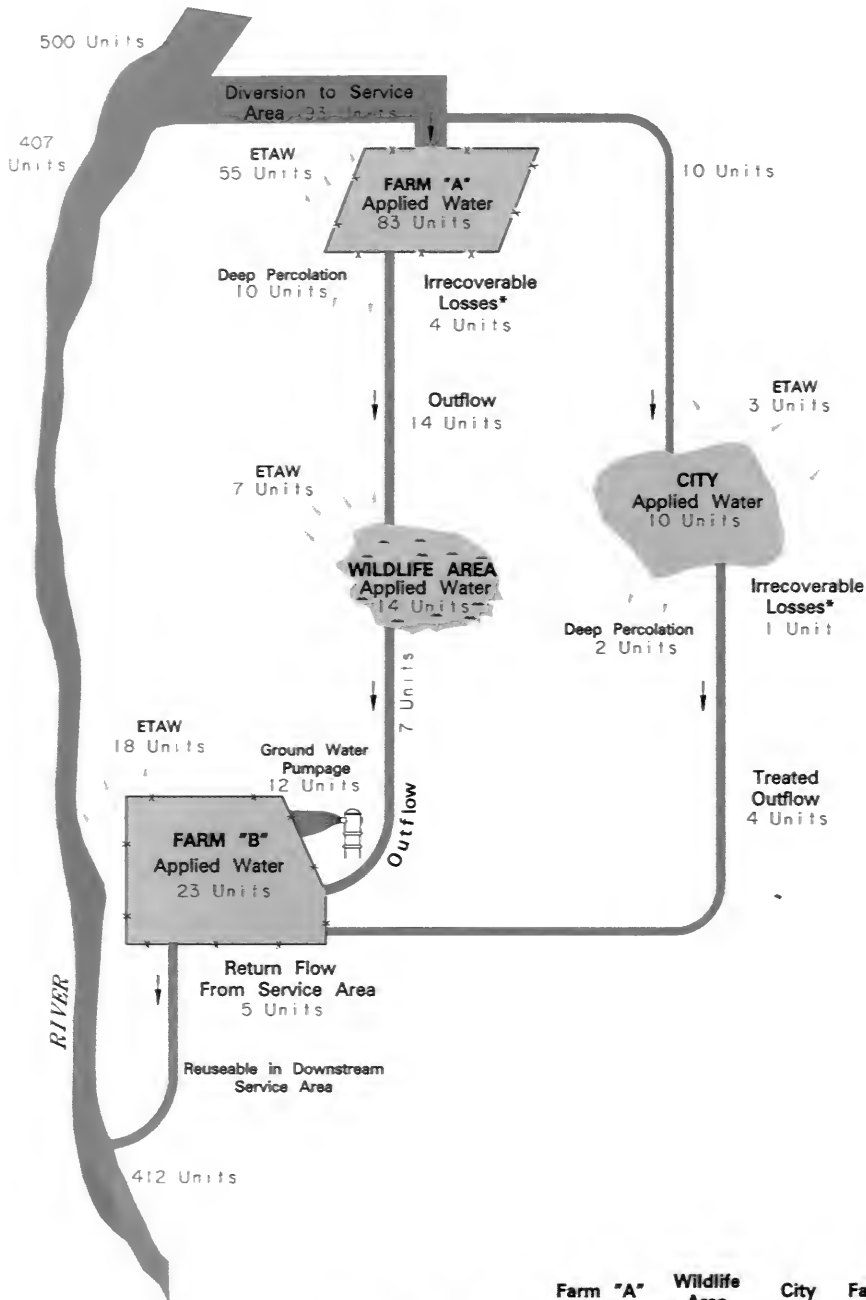 500 Units
Diversion to Service
Area 93 Units
407
Units
ETAW
55 Units
FARM "A"
Applied Water
83 Units
10 Units
Deep Percolation
10 Units
Irrecoverable
Losses*
4 Units
Outflow
14 Units
ETAW
3 Units
ETAW
7 Units
CITY
Applied Water
10 Units
WILDLIFE AREA
Applied Water
14 Units
Irrecoverable
Losses*
1 Unit
Deep Percolation
2 Units
7 Units
ETAW
18 Units
Ground Water
Pumpage
12 Units
Treated
Outflow
4 Units
Outflow
FARM "B"
Applied Water
23 Units
Return Flow
From Service Area
5 Units
RIVER
Reuseable in Downstream
Service Area
412 Units
Farm "A" Wildlife City